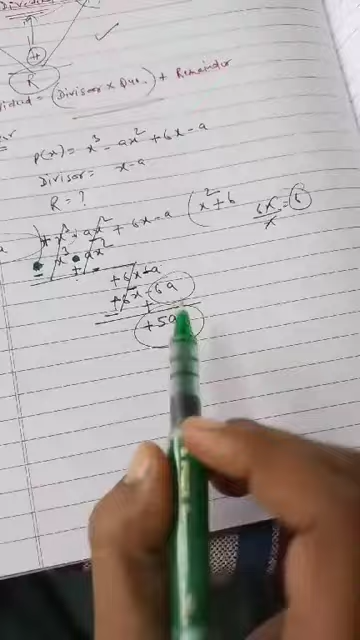 R
= (Divisor × Quo.) + Remainder
P(x) = x³ - ax² + 6x - a
Divisor = x - a
R = ?
+ x³ - ax² + 6x - a ( x² + 6
6x/x = 6
x³ - ax²
+ 6x - a
+ 6x - 6a
+ 5a